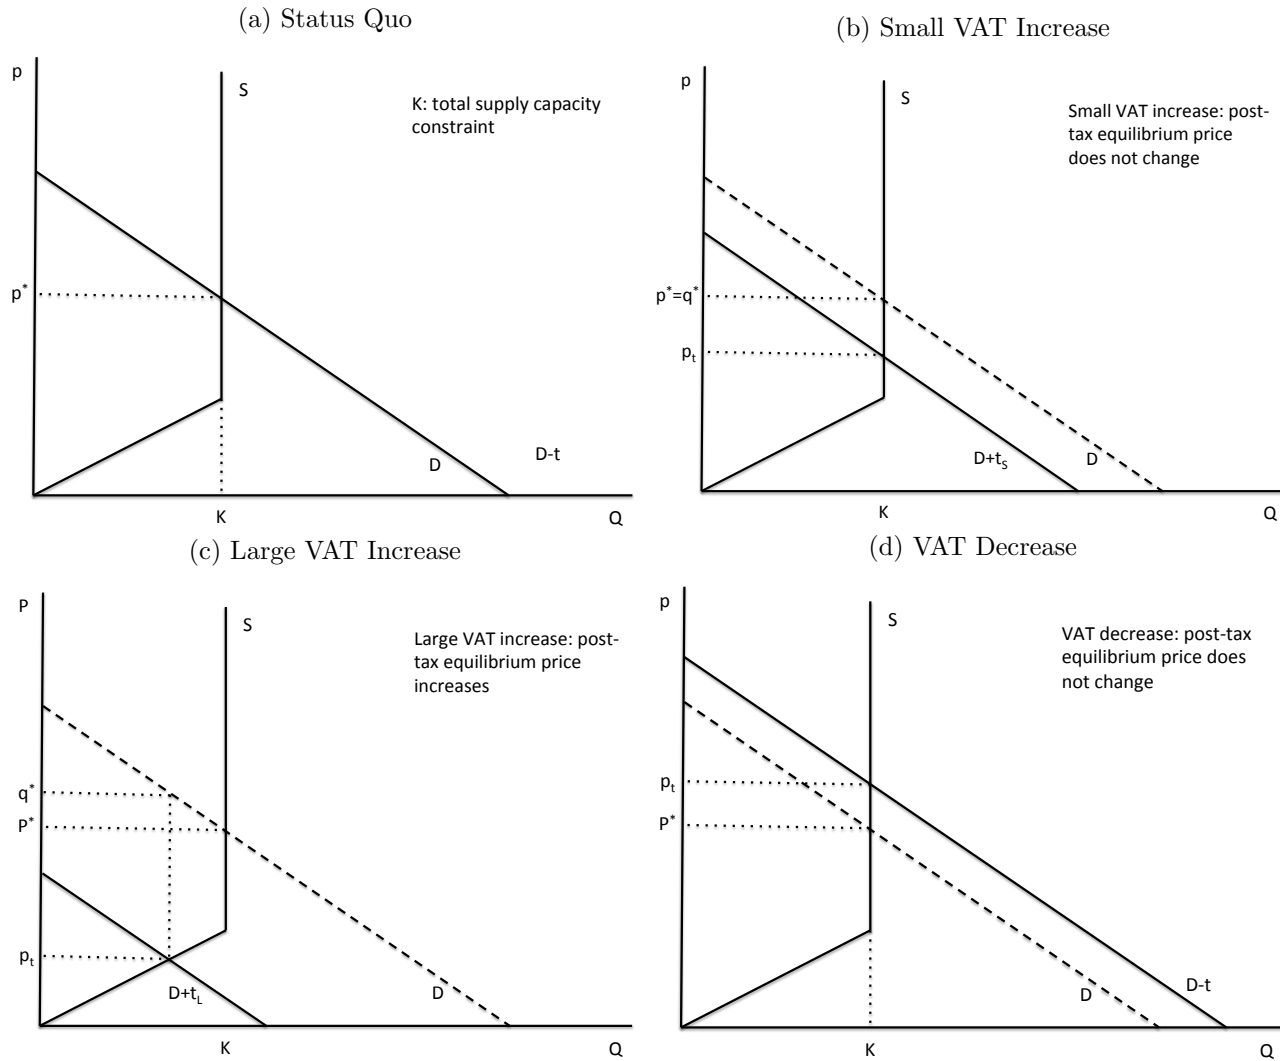 (a) Status Quo
p
S
K: total supply capacity
constraint
p*
D
D-t
K
Q
(b) Small VAT Increase
p
S
Small VAT increase: post-
tax equilibrium price
does not change
p*=q*
pt
D+tS
D
K
Q
(c) Large VAT Increase
P
S
Large VAT increase: post-
tax equilibrium price
increases
q*
P*
pt
D+tL
D
K
Q
(d) VAT Decrease
p
S
VAT decrease: post-tax
equilibrium price does
not change
pt
P*
D
D-t
K
Q